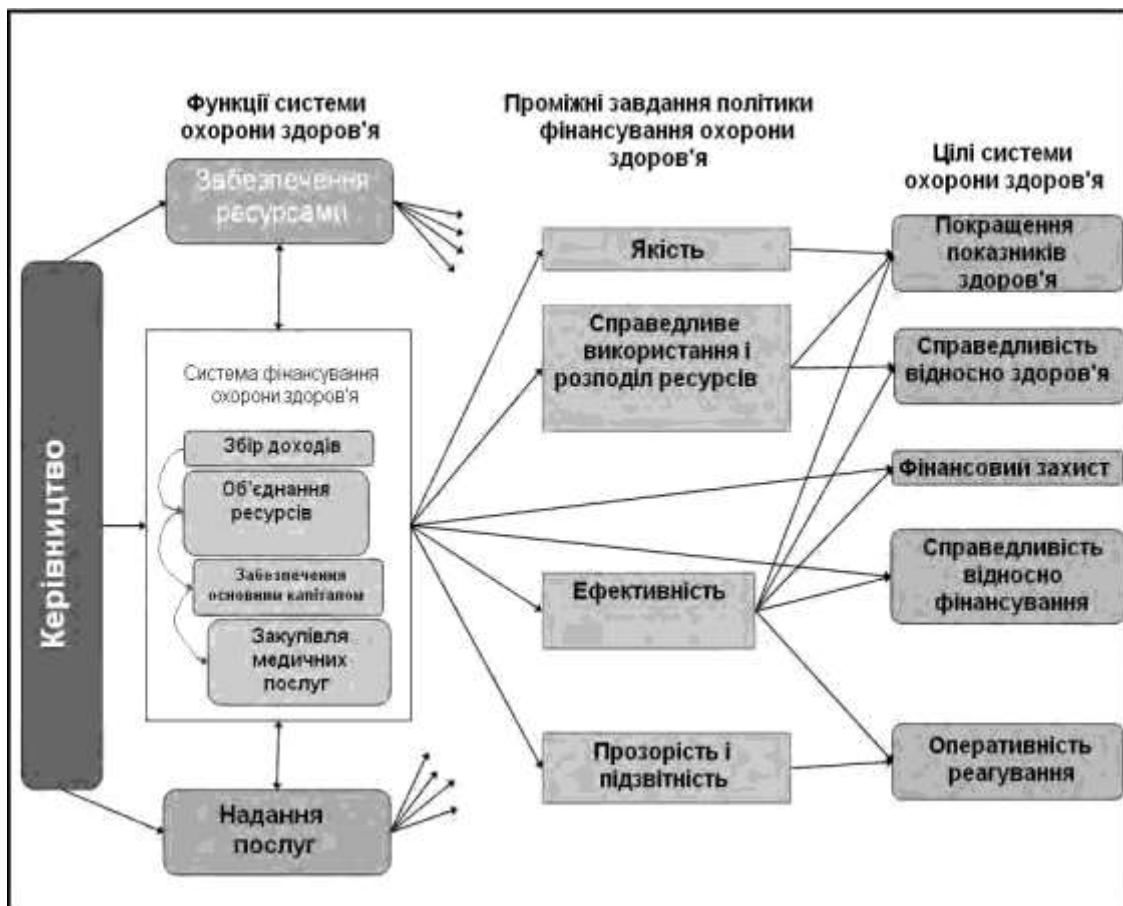 Функції системи
охорони здоров'я
Проміжні завдання політики
фінансування охорони
здоров'я
Цілі системи
охорони здоров'я
Керівництво
Забезпечення
ресурсами
Система фінансування
охорони здоров'я
Збір доходів
Об'єднання
ресурсів
Забезпечення
основним капіталом
Закупівля
медичних
послуг
Надання
послуг
Якість
Справедливе
використання і
розподіл ресурсів
Ефективність
Прозорість і
підзвітність
Покращення
показників
здоров'я
Справедливість
відносно здоров'я
Фінансовий захист
Справедливість
відносно
фінансування
Оперативність
реагування